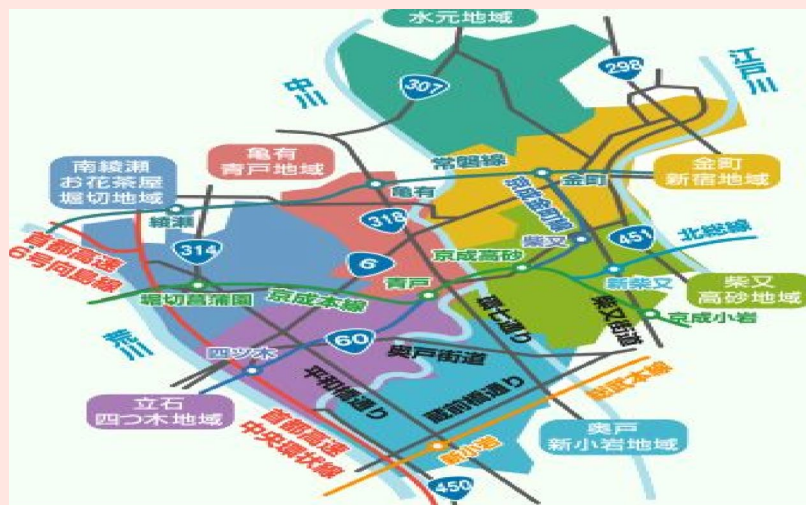 水元地域
307
298
江戸川
中川
亀有
青戸地域
常磐線
金町
金町
新宿地域
南綾瀬
お花茶屋
堀切地域
綾瀬
亀有
318
京成金町線
柴又
451
北総線
314
6
京成高砂
新柴又
柴又
高砂地域
首都高速
6号向島線
堀切菖蒲園
京成本線
青戸
環七通り
柴又街道
京成小岩
荒川
四ツ木
60
奥戸街道
平和橋通り
蔵前橋通り
総武本線
立石
四つ木地域
首都高速
中央環状線
新小岩
奥戸
新小岩地域
450